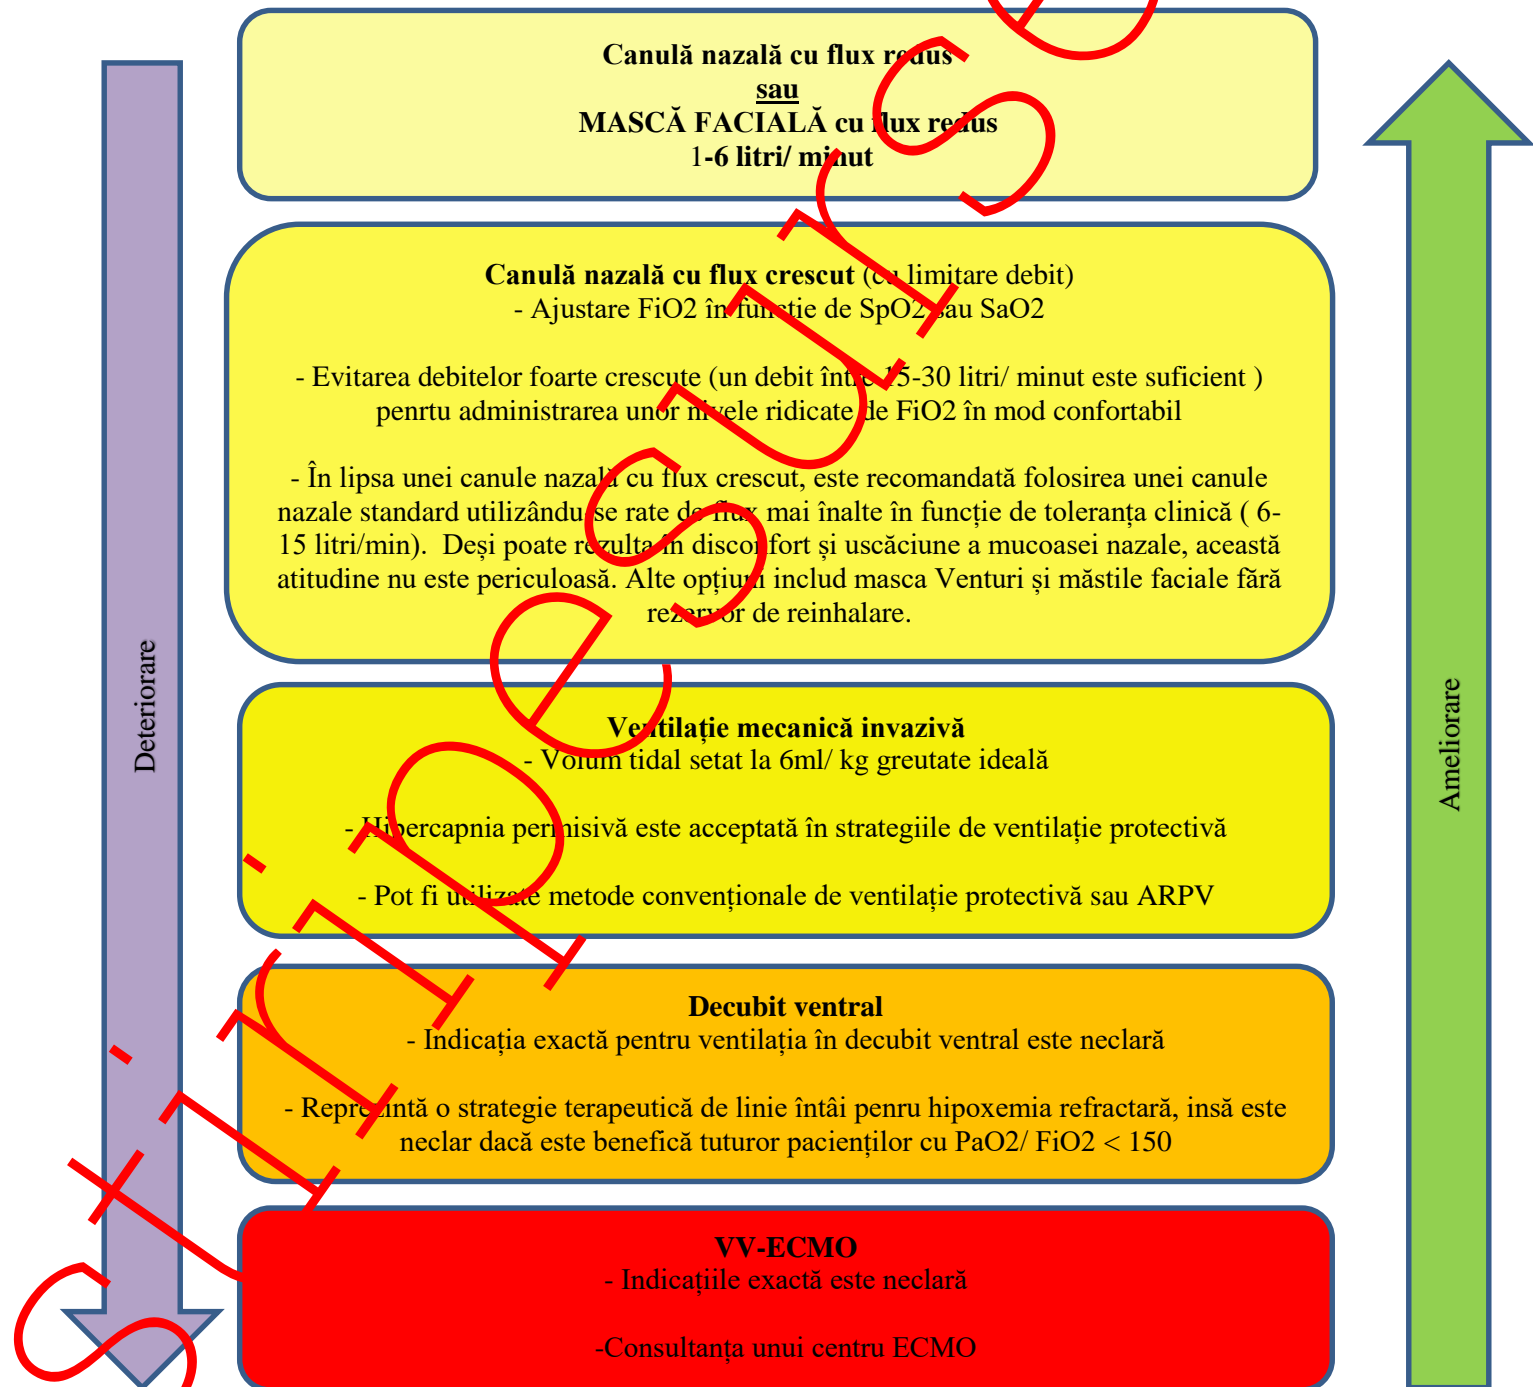 Canulă nazală cu flux redus
sau
MASCĂ FACIALĂ cu flux redus
1-6 litri/ minut
Canulă nazală cu flux crescut (cu limitare debit)
- Ajustare FiO2 în funcție de SpO2 sau SaO2
- Evitarea debitelor foarte crescute (un debit între 15-30 litri/ minut este suficient )
penrtu administrarea unor nivele ridicate de FiO2 în mod confortabil
- În lipsa unei canule nazală cu flux crescut, este recomandată folosirea unei canule
nazale standard utilizându-se rate de flux mai înalte în funcție de toleranța clinică ( 6-
15 litri/min). Deși poate rezulta în disconfort și uscăciune a mucoasei nazale, această
atitudine nu este periculoasă. Alte opțiuni includ masca Venturi și măstile faciale fără
rezervor de reinhalare.
Deteriorare
Ameliorare
Ventilație mecanică invazivă
- Volum tidal setat la 6ml/ kg greutate ideală
- Hipercapnia permisivă este acceptată în strategiile de ventilație protectivă
- Pot fi utilizate metode convenționale de ventilație protectivă sau ARPV
Decubit ventral
- Indicația exactă pentru ventilația în decubit ventral este neclară
- Reprezintă o strategie terapeutică de linie întâi penru hipoxemia refractară, insă este
neclar dacă este benefică tuturor pacienților cu PaO2/ FiO2 < 150
VV-ECMO
- Indicațiile exactă este neclară
-Consultanța unui centru ECMO
stiripesurse